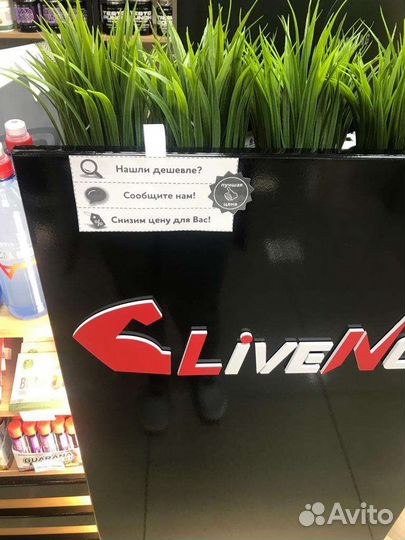 Нашли дешевле?
Сообщите нам!
Снизим цену для Вас!
лучшая
цена
LiveN
GUARANA
Avito